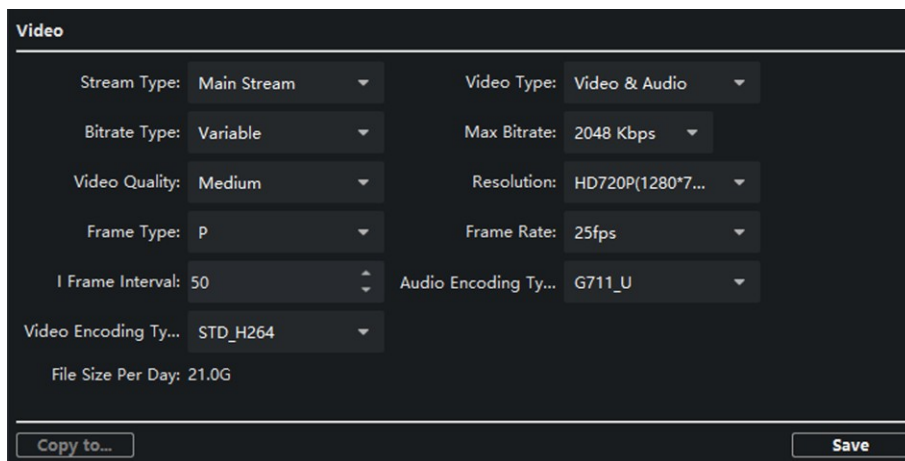 Video
Stream Type: Main Stream Video Type: Video & Audio
Bitrate Type: Variable Max Bitrate: 2048 Kbps
Video Quality: Medium Resolution: HD720P(1280*7...
Frame Type: P Frame Rate: 25fps
I Frame Interval: 50 Audio Encoding Ty... G711_U
Video Encoding Ty... STD_H264
File Size Per Day: 21.0G
Copy to... Save